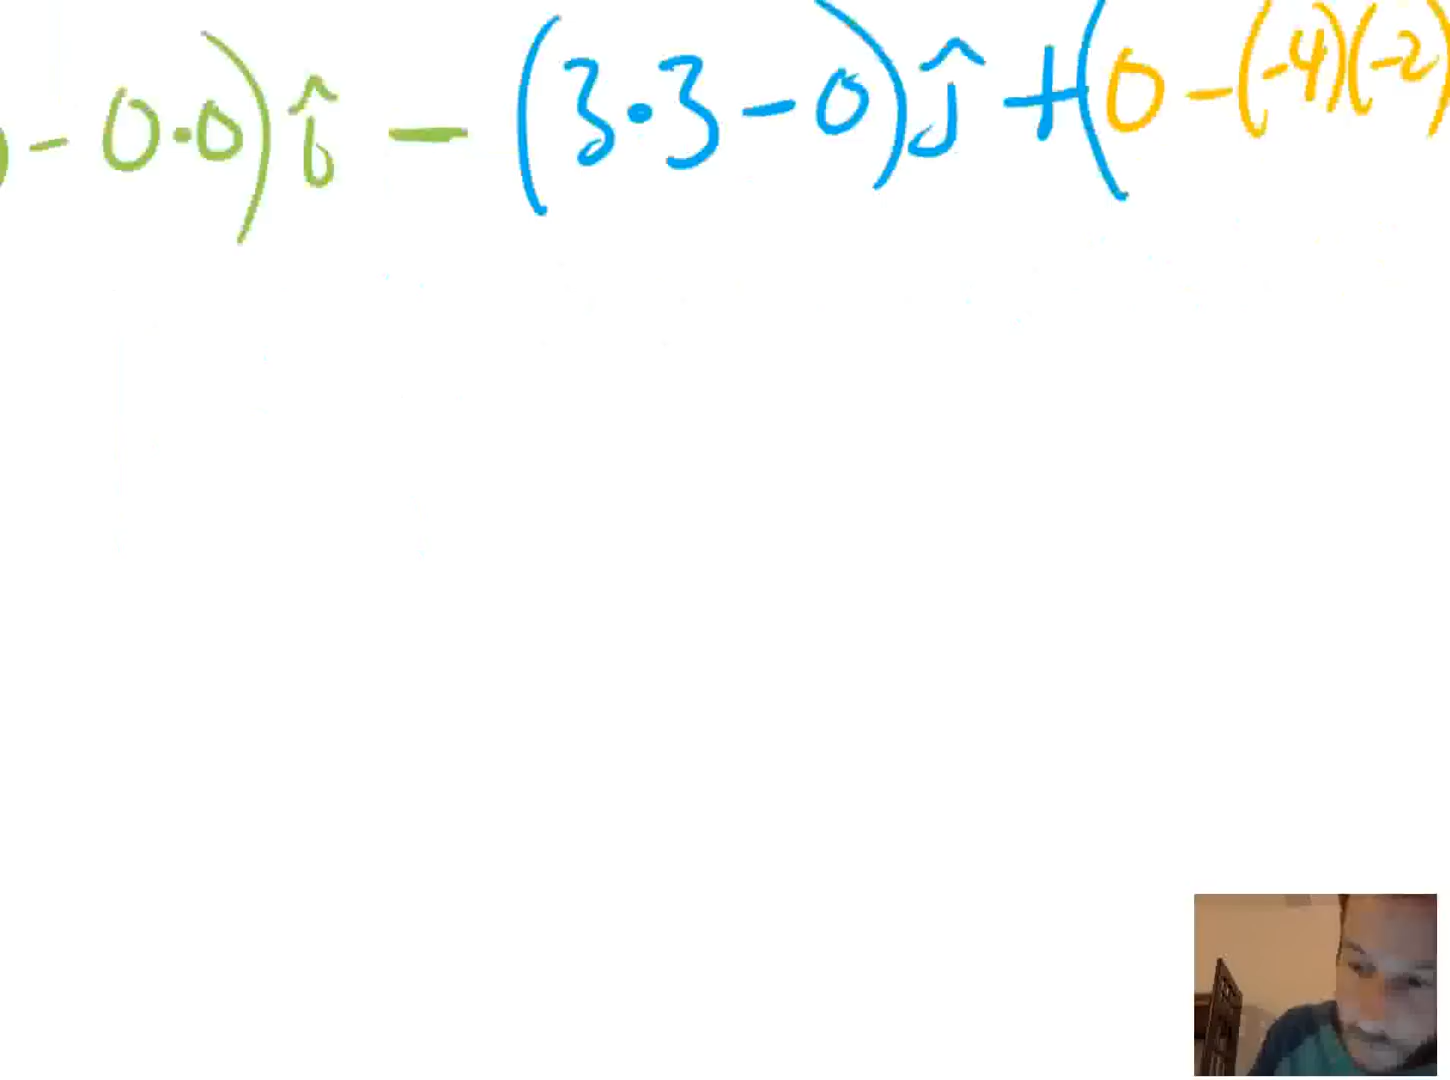 - 0·0) î - (3·3 - 0) ĵ + (0 - (-4)(-2)